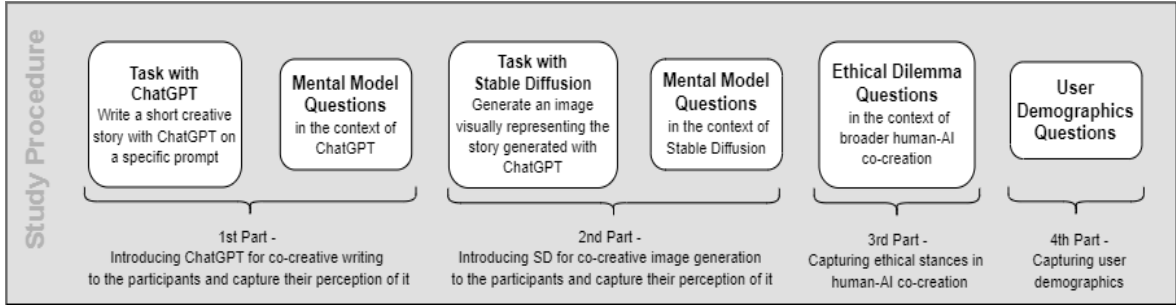 Study Procedure
Task with
ChatGPT
Write a short creative
story with ChatGPT on
a specific prompt
Mental Model
Questions
in the context of
ChatGPT
Task with
Stable Diffusion
Generate an image
visually representing the
story generated with
ChatGPT
Mental Model
Questions
in the context of
Stable Diffusion
Ethical Dilemma
Questions
in the context of
broader human-AI
co-creation
User
Demographics
Questions
1st Part -
Introducing ChatGPT for co-creative writing
to the participants and capture their perception of it
2nd Part -
Introducing SD for co-creative image generation
to the participants and capture their perception of it
3rd Part -
Capturing ethical stances in
human-AI co-creation
4th Part -
Capturing user
demographics